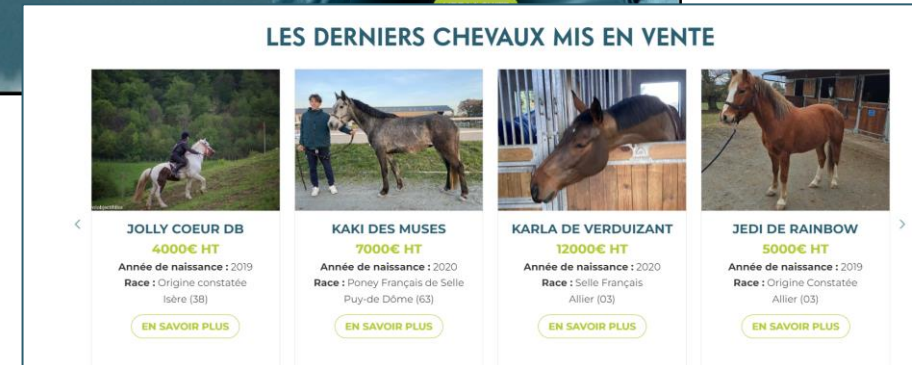 LES DERNIERS CHEVAUX MIS EN VENTE
JOLLY COEUR DB
4000€ HT
Année de naissance : 2019
Race : Origine constatée
Isère (38)
EN SAVOIR PLUS
KAKI DES MUSES
7000€ HT
Année de naissance : 2020
Race : Poney Français de Selle
Puy-de Dôme (63)
EN SAVOIR PLUS
KARLA DE VERDUIZANT
12000€ HT
Année de naissance : 2020
Race : Selle Français
Allier (03)
EN SAVOIR PLUS
JEDI DE RAINBOW
5000€ HT
Année de naissance : 2019
Race : Origine Constatée
Allier (03)
EN SAVOIR PLUS